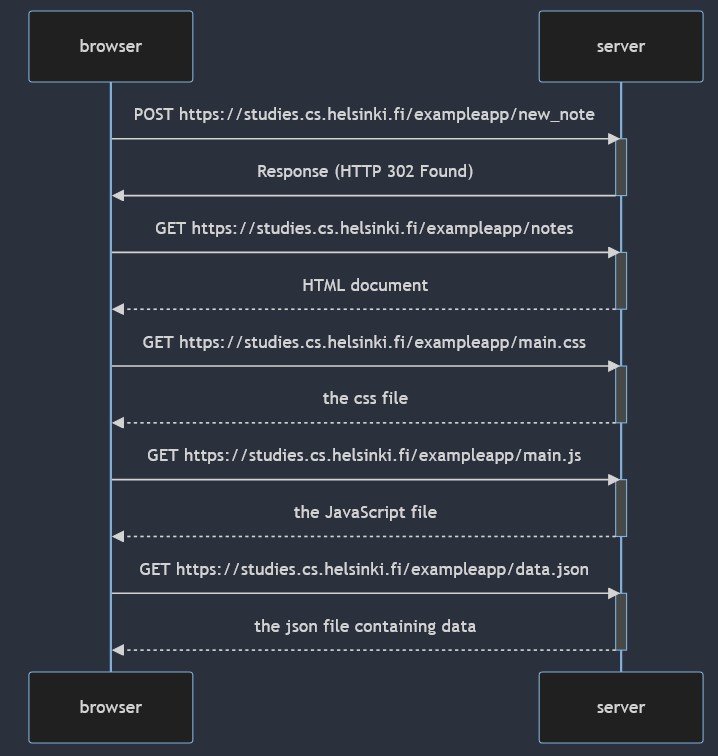 browser
server
POST https://studies.cs.helsinki.fi/exampleapp/new_note
Response (HTTP 302 Found)
GET https://studies.cs.helsinki.fi/exampleapp/notes
HTML document
GET https://studies.cs.helsinki.fi/exampleapp/main.css
the css file
GET https://studies.cs.helsinki.fi/exampleapp/main.js
the JavaScript file
GET https://studies.cs.helsinki.fi/exampleapp/data.json
the json file containing data
browser
server